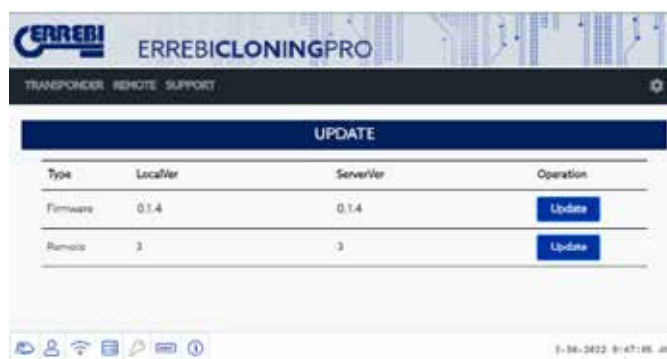 ERREBI
ERREBICLONINGPRO
TRANSPONDER REMOTE SUPPORT
UPDATE
Type LocalVer ServerVer Operation
Firmware 0.1.4 0.1.4 Update
Remote 3 3 Update